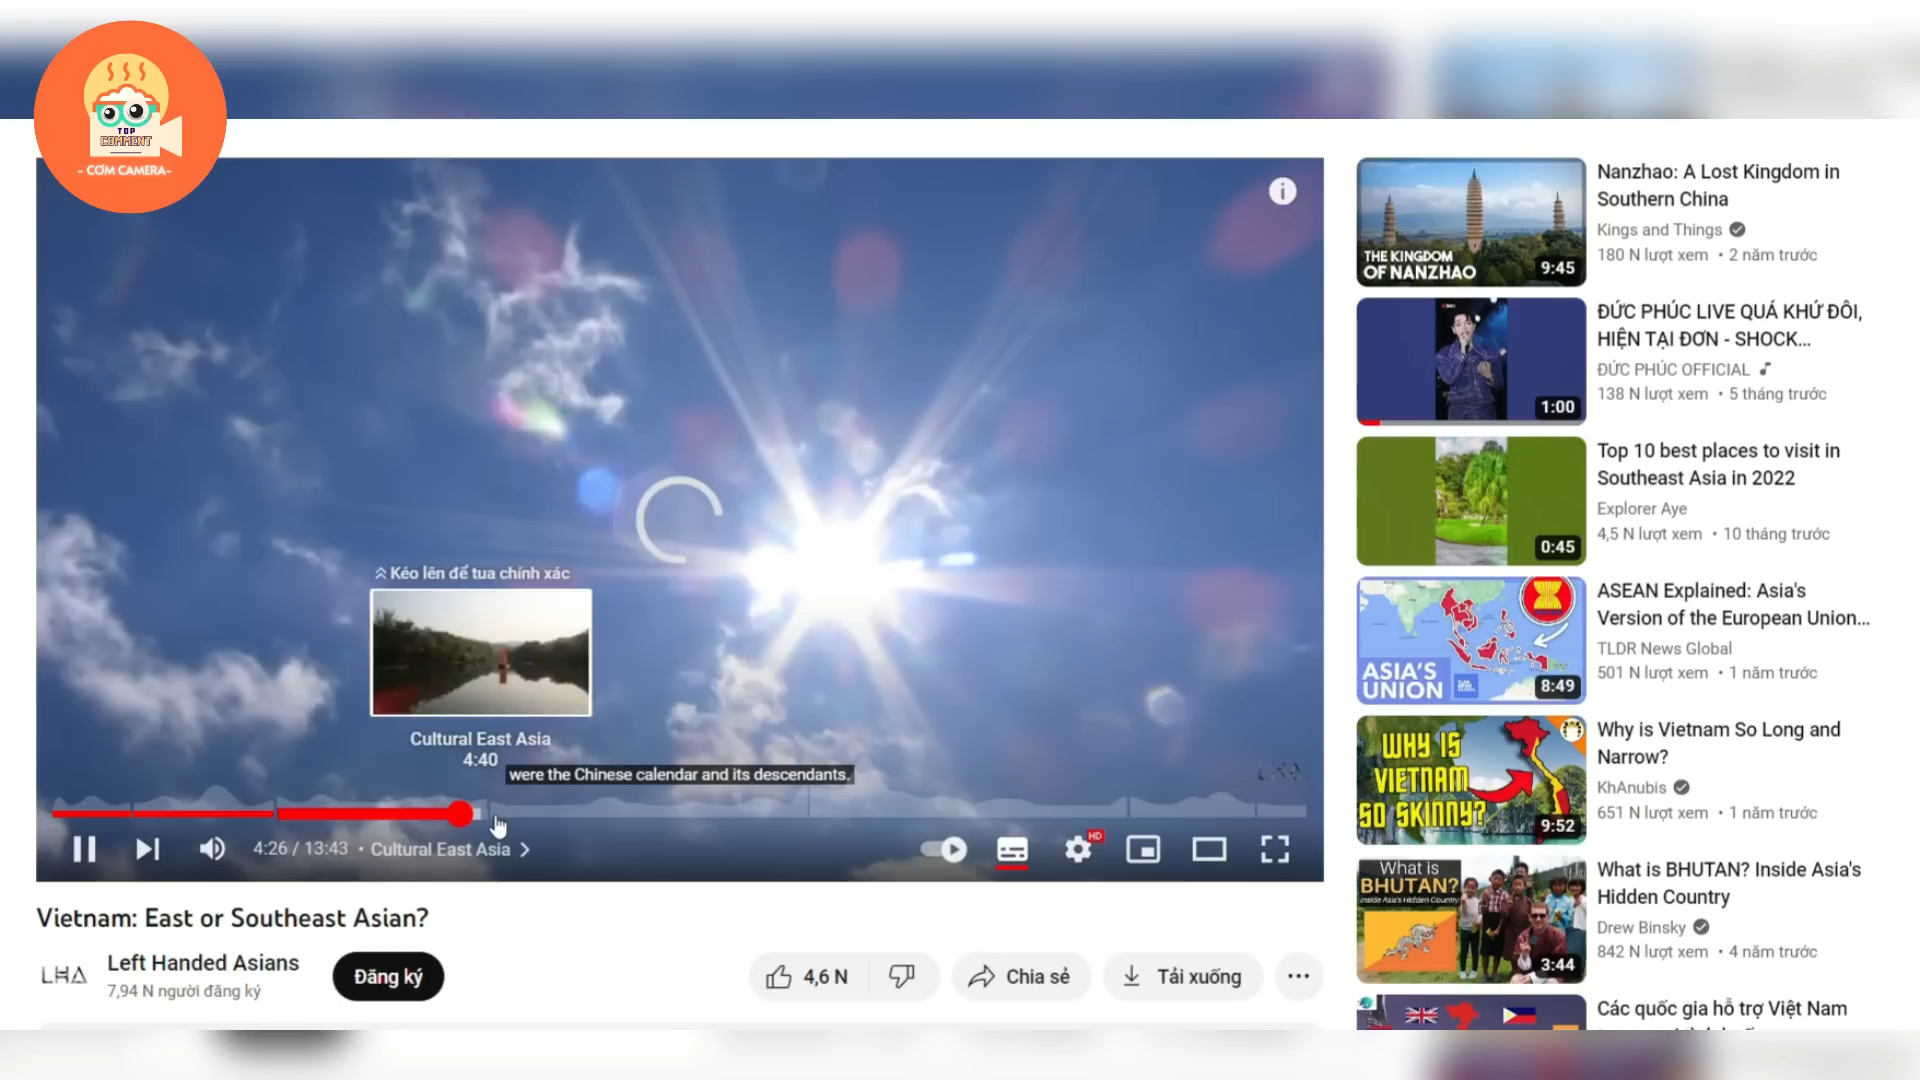 TOP
COMMENT
- CƠM CAMERA-
Kéo lên để tua chính xác
Cultural East Asia
4:40
were the Chinese calendar and its descendants.
LHA
4:26 / 13:43 • Cultural East Asia
HD
Vietnam: East or Southeast Asian?
LHA
Left Handed Asians
7,94 N người đăng ký
Đăng ký
4,6 N
Chia sẻ
Tải xuống
THE KINGDOM
OF NANZHAO
9:45
Nanzhao: A Lost Kingdom in
Southern China
Kings and Things
180 N lượt xem • 2 năm trước
1:00
ĐỨC PHÚC LIVE QUÁ KHỨ ĐÔI,
HIỆN TẠI ĐƠN - SHOCK...
ĐỨC PHÚC OFFICIAL
138 N lượt xem • 5 tháng trước
0:45
Top 10 best places to visit in
Southeast Asia in 2022
Explorer Aye
4,5 N lượt xem • 10 tháng trước
ASIA'S
UNION
8:49
ASEAN Explained: Asia's
Version of the European Union...
TLDR News Global
501 N lượt xem • 1 năm trước
WHY IS
VIETNAM
SO SKINNY?
9:52
Why is Vietnam So Long and
Narrow?
KhAnubis
651 N lượt xem • 1 năm trước
What is
BHUTAN?
Inside Asia's Hidden Country
3:44
What is BHUTAN? Inside Asia's
Hidden Country
Drew Binsky
842 N lượt xem • 4 năm trước
Các quốc gia hỗ trợ Việt Nam